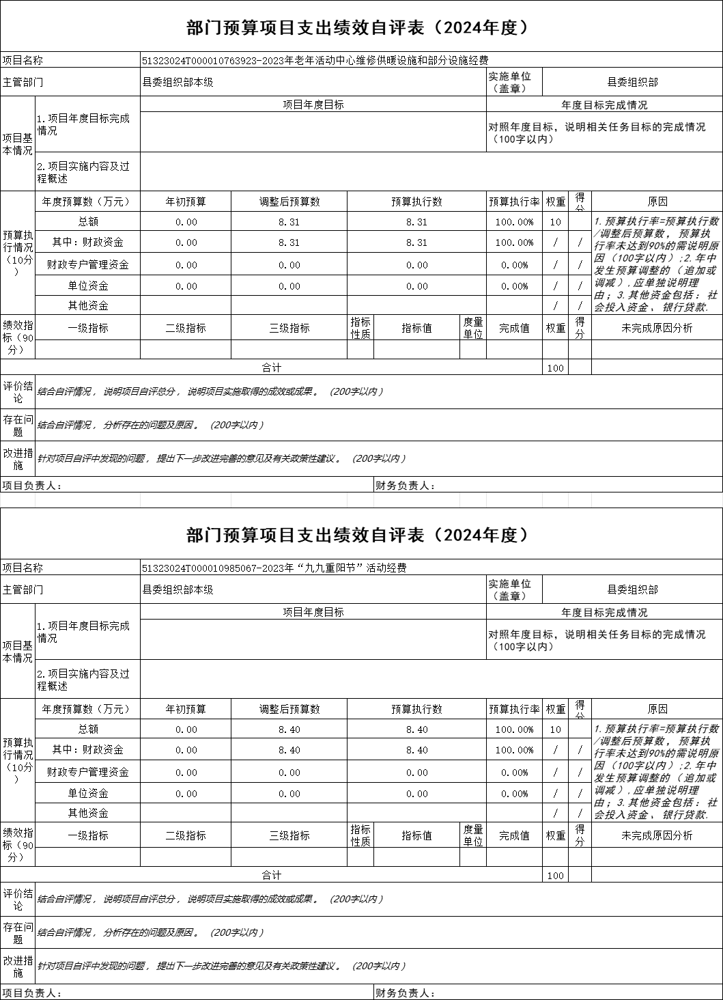 部门预算项目支出绩效自评表（2024年度）
项目名称 51323024T000010763923-2023年老年活动中心维修供暖设施和部分设施经费
主管部门 县委组织部本级 实施单位（盖章） 县委组织部
项目基本情况 1.项目年度目标完成情况 项目年度目标 年度目标完成情况
对照年度目标，说明相关任务目标的完成情况（100字以内）
2.项目实施内容及过程概述
预算执行情况（10分） 年度预算数（万元） 年初预算 调整后预算数 预算执行数 预算执行率 权重 得分 原因
总额 0.00 8.31 8.31 100.00% 10
其中：财政资金 0.00 8.31 8.31 100.00% / /
财政专户管理资金 0.00 0.00 0.00 0.00% / /
单位资金 0.00 0.00 0.00 0.00% / /
其他资金 / /
1.预算执行率=预算执行数/调整后预算数，预算执行率未达到90%的需说明原因（100字以内）;2.年中发生预算调整的（追加或调减）,应单独说明理由；3.其他资金包括：社会投入资金、银行贷款.
绩效指标（90分） 一级指标 二级指标 三级指标 指标性质 指标值 度量单位 完成值 权重 得分 未完成原因分析
合计 100
评价结论 结合自评情况，说明项目自评总分，说明项目实施取得的成效或成果。（200字以内）
存在问题 结合自评情况，分析存在的问题及原因。（200字以内）
改进措施 针对项目自评中发现的问题，提出下一步改进完善的意见及有关政策性建议。（200字以内）
项目负责人： 财务负责人：
部门预算项目支出绩效自评表（2024年度）
项目名称 51323024T000010985067-2023年“九九重阳节”活动经费
主管部门 县委组织部本级 实施单位（盖章） 县委组织部
项目基本情况 1.项目年度目标完成情况 项目年度目标 年度目标完成情况
对照年度目标，说明相关任务目标的完成情况（100字以内）
2.项目实施内容及过程概述
预算执行情况（10分） 年度预算数（万元） 年初预算 调整后预算数 预算执行数 预算执行率 权重 得分 原因
总额 0.00 8.40 8.40 100.00% 10
其中：财政资金 0.00 8.40 8.40 100.00% / /
财政专户管理资金 0.00 0.00 0.00 0.00% / /
单位资金 0.00 0.00 0.00 0.00% / /
其他资金 / /
1.预算执行率=预算执行数/调整后预算数，预算执行率未达到90%的需说明原因（100字以内）;2.年中发生预算调整的（追加或调减）,应单独说明理由；3.其他资金包括：社会投入资金、银行贷款.
绩效指标（90分） 一级指标 二级指标 三级指标 指标性质 指标值 度量单位 完成值 权重 得分 未完成原因分析
合计 100
评价结论 结合自评情况，说明项目自评总分，说明项目实施取得的成效或成果。（200字以内）
存在问题 结合自评情况，分析存在的问题及原因。（200字以内）
改进措施 针对项目自评中发现的问题，提出下一步改进完善的意见及有关政策性建议。（200字以内）
项目负责人： 财务负责人：